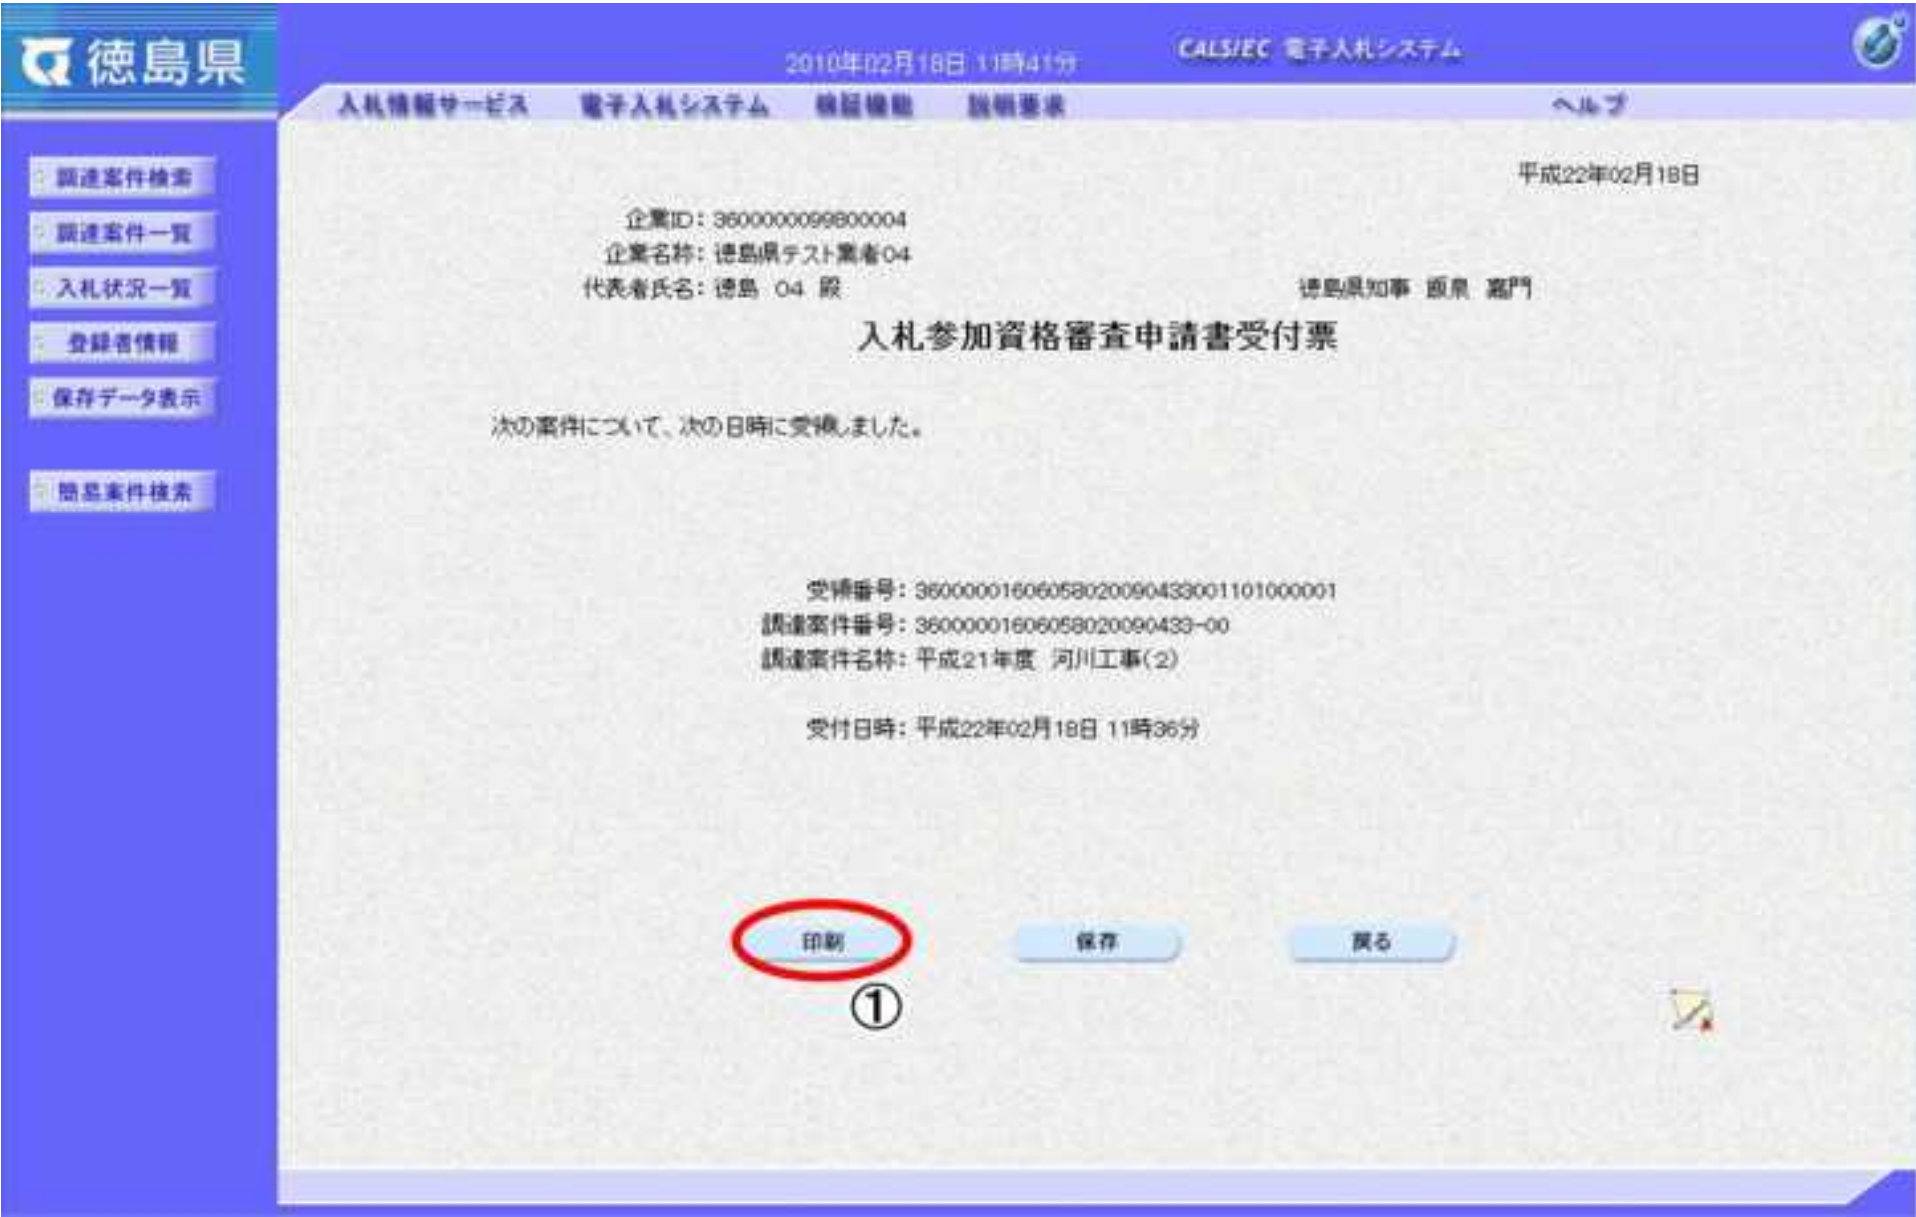 徳島県
2010年02月18日 11時41分
CALS/EC 電子入札システム
入札情報サービス 電子入札システム 検証機能 説明要求 ヘルプ
調達案件検索
調達案件一覧
入札状況一覧
登録者情報
保存データ表示
簡易案件検索
平成22年02月18日
企業ID：3600000099800004
企業名称：徳島県テスト業者04
代表者氏名：徳島 04 殿
徳島県知事 飯泉 嘉門
入札参加資格審査申請書受付票
次の案件について、次の日時に受領しました。
受領番号：36000001606058020090433001101000001
調達案件番号：36000001606058020090433-00
調達案件名称：平成21年度 河川工事(2)
受付日時：平成22年02月18日 11時36分
印刷 保存 戻る
①